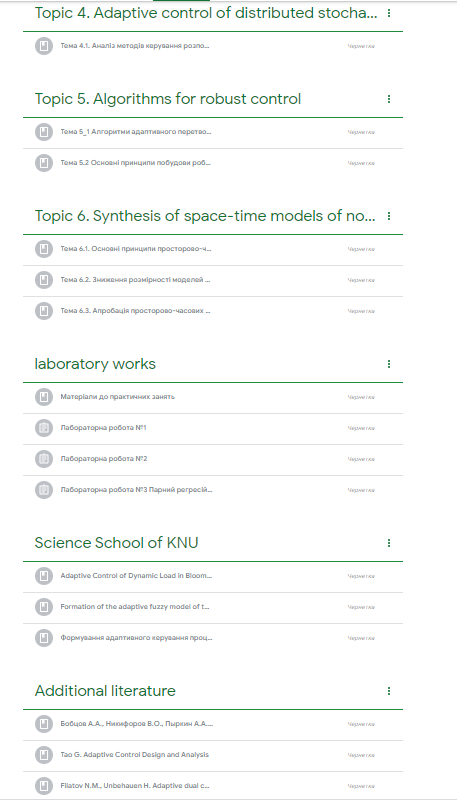 Topic 4. Adaptive control of distributed stocha...
Тема 4.1. Аналіз методів керування розпо...
Чернетка
Topic 5. Algorithms for robust control
Тема 5_1 Алгоритми адаптивного перетво...
Чернетка
Тема 5.2 Основні принципи побудови роб...
Чернетка
Topic 6. Synthesis of space-time models of no...
Тема 6.1. Основні принципи просторово-ч...
Чернетка
Тема 6.2. Зниження розмірності моделей ...
Чернетка
Тема 6.3. Апробація просторово-часових ...
Чернетка
laboratory works
Матеріали до практичних занять
Чернетка
Лабораторна робота №1
Чернетка
Лабораторна робота №2
Чернетка
Лабораторна робота №3 Парний регресій...
Чернетка
Science School of KNU
Adaptive Control of Dynamic Load in Bloom...
Чернетка
Formation of the adaptive fuzzy model of t...
Чернетка
Формування адаптивного керування проц...
Чернетка
Additional literature
Бобцов А.А., Никифоров В.О., Пыркин А.А....
Чернетка
Tao G. Adaptive Control Design and Analysis
Чернетка
Filatov N.M., Unbehauen H. Adaptive dual c...
Чернетка